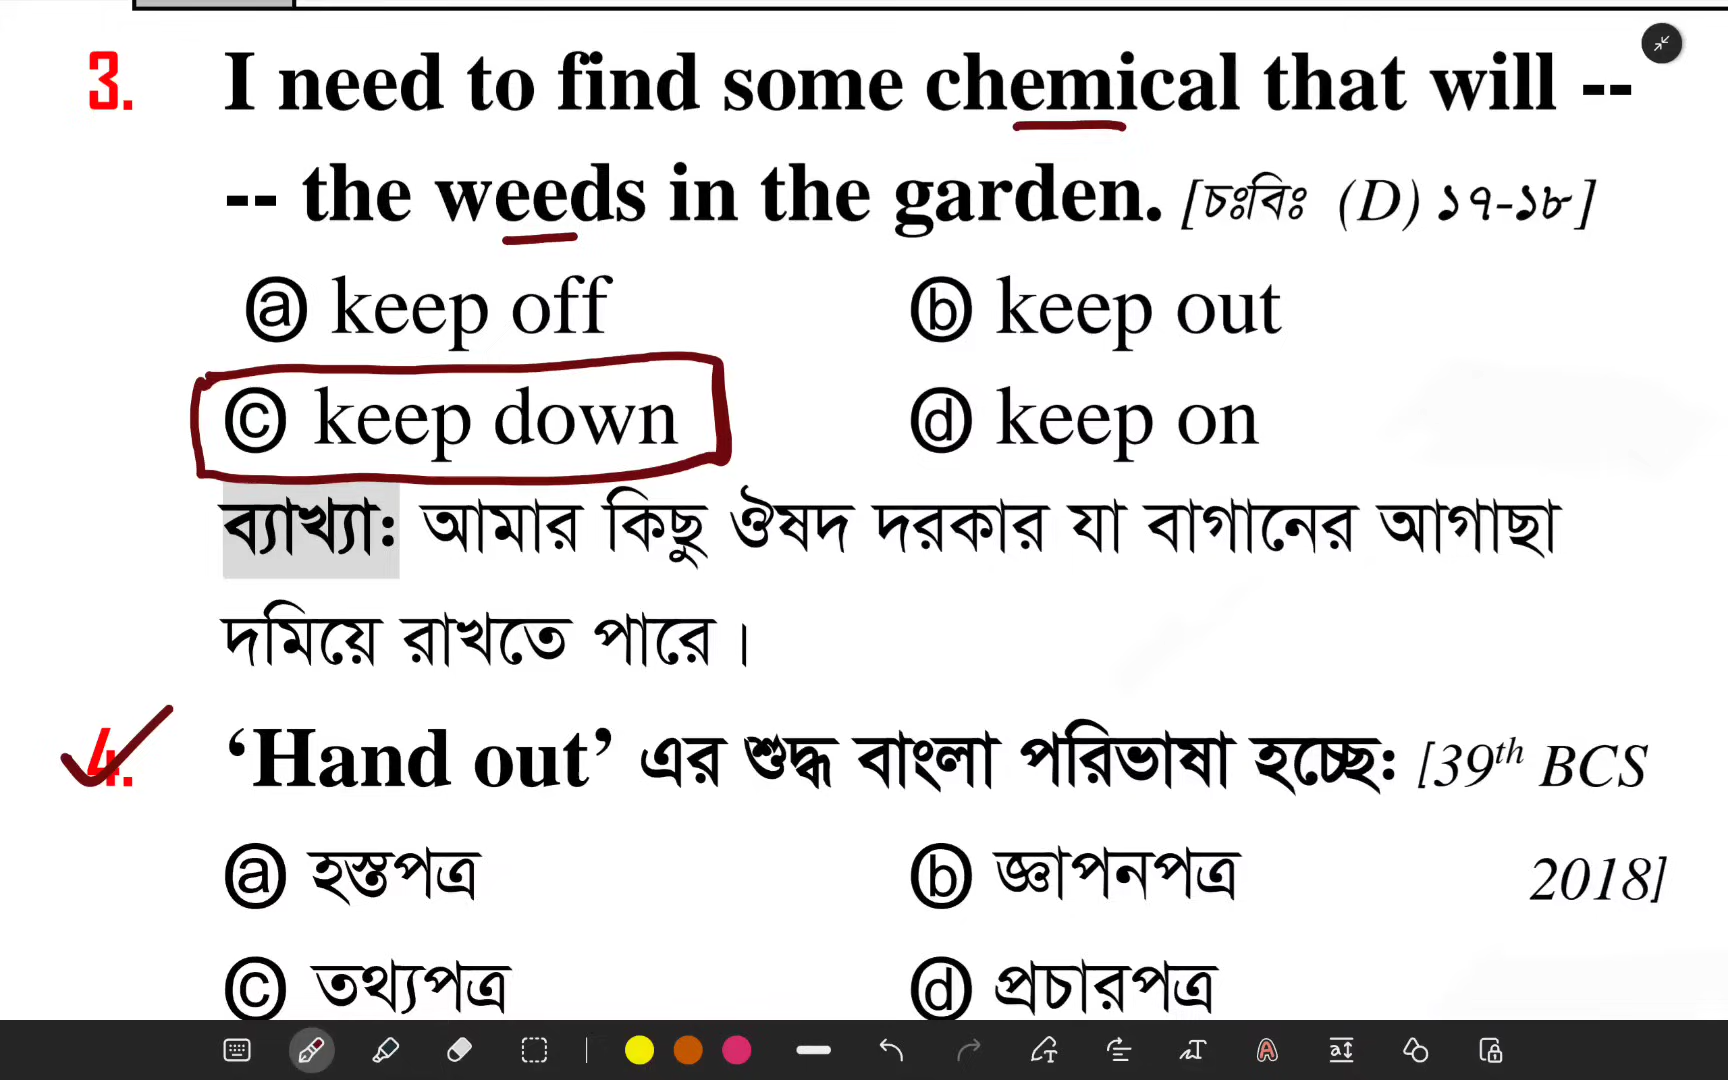 3. I need to find some chemical that will --
-- the weeds in the garden. [চঃবিঃ (D) ১৭-১৮]
ⓐ keep off ⓑ keep out
ⓒ keep down ⓓ keep on
ব্যাখ্যা: আমার কিছু ঔষদ দরকার যা বাগানের আগাছা
দমিয়ে রাখতে পারে।
4. ‘Hand out’ এর শুদ্ধ বাংলা পরিভাষা হচ্ছে: [39th BCS
ⓐ হস্তপত্র ⓑ জ্ঞাপনপত্র 2018]
ⓒ তথ্যপত্র ⓓ প্রচারপত্র